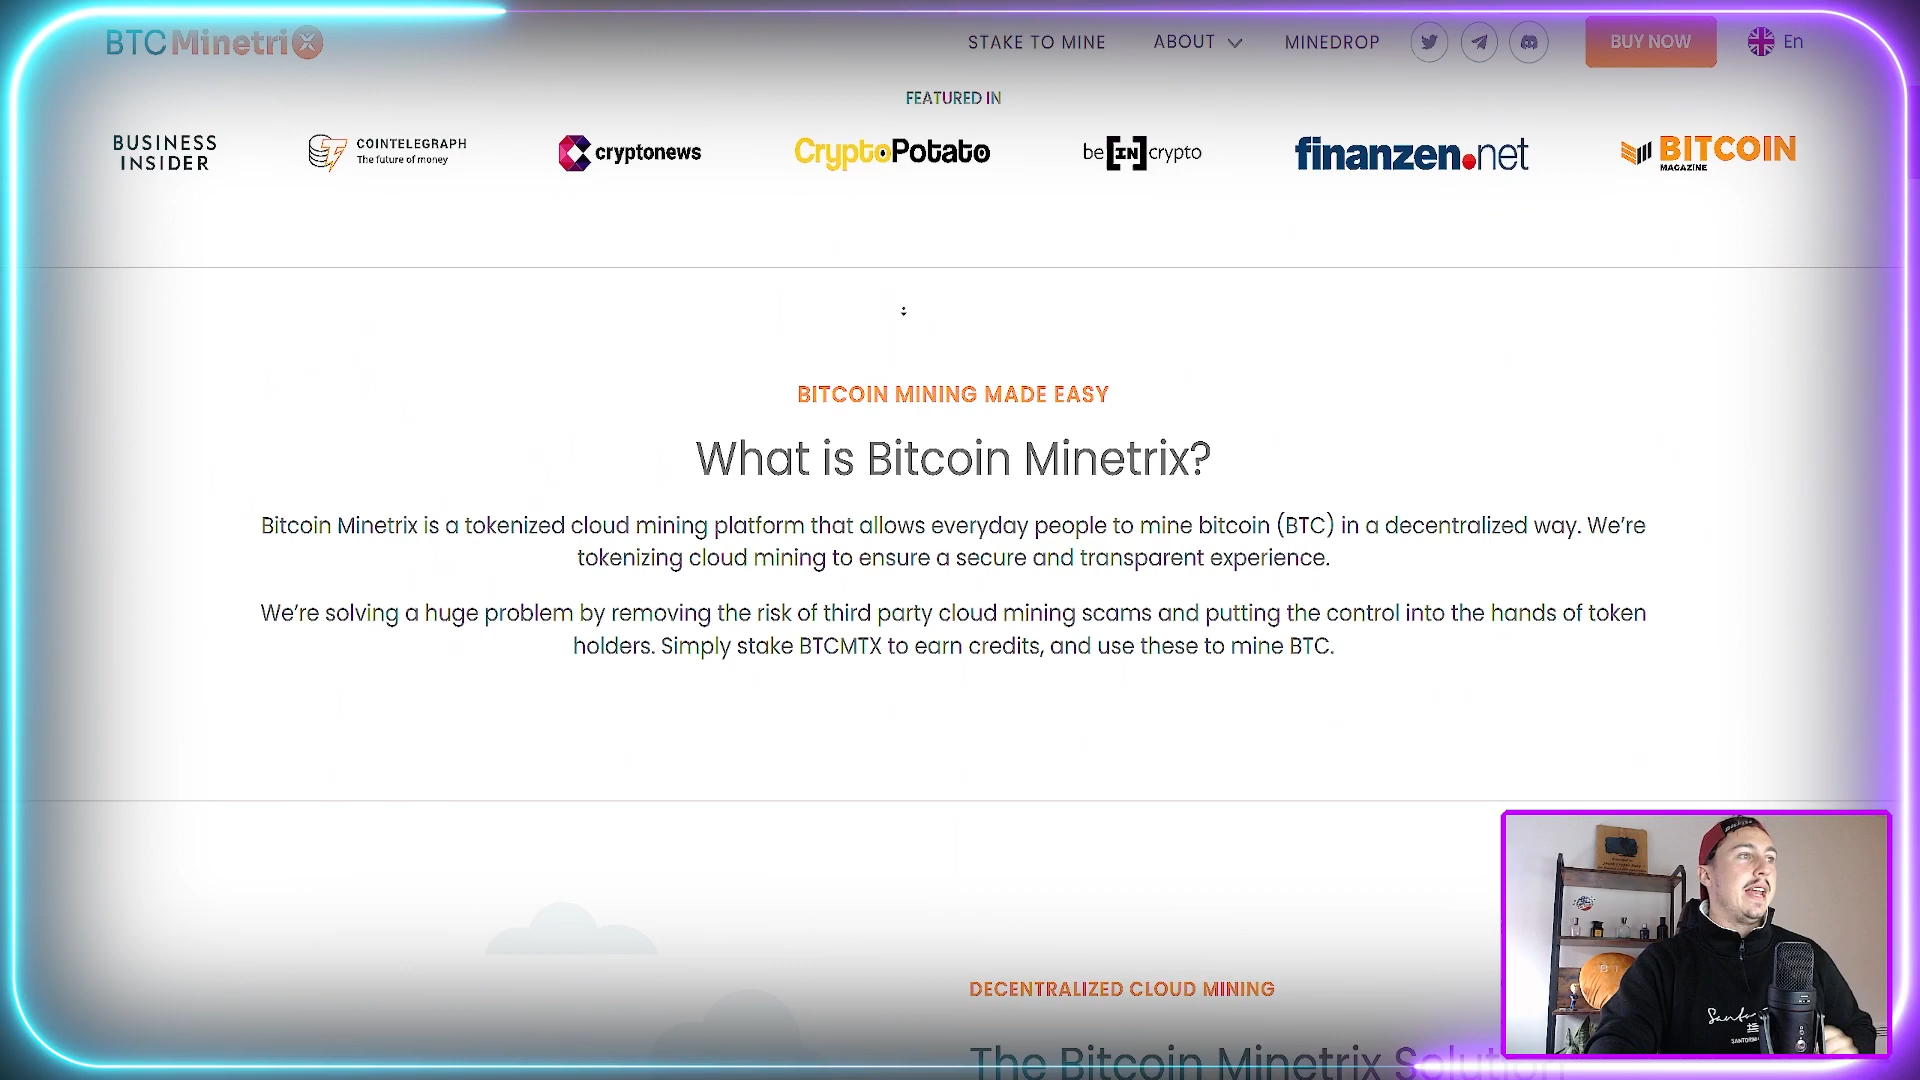 BTCMinetriX
STAKE TO MINE
ABOUT
MINEDROP
BUY NOW
En
FEATURED IN
BUSINESS
INSIDER
COINTELEGRAPH
The future of money
cryptonews
CryptoPotato
be[IN]crypto
finanzen.net
BITCOIN
MAGAZINE
BITCOIN MINING MADE EASY
What is Bitcoin Minetrix?
Bitcoin Minetrix is a tokenized cloud mining platform that allows everyday people to mine bitcoin (BTC) in a decentralized way. We’re
tokenizing cloud mining to ensure a secure and transparent experience.
We’re solving a huge problem by removing the risk of third party cloud mining scams and putting the control into the hands of token
holders. Simply stake BTCMTX to earn credits, and use these to mine BTC.
DECENTRALIZED CLOUD MINING
The Bitcoin Minetrix Solution